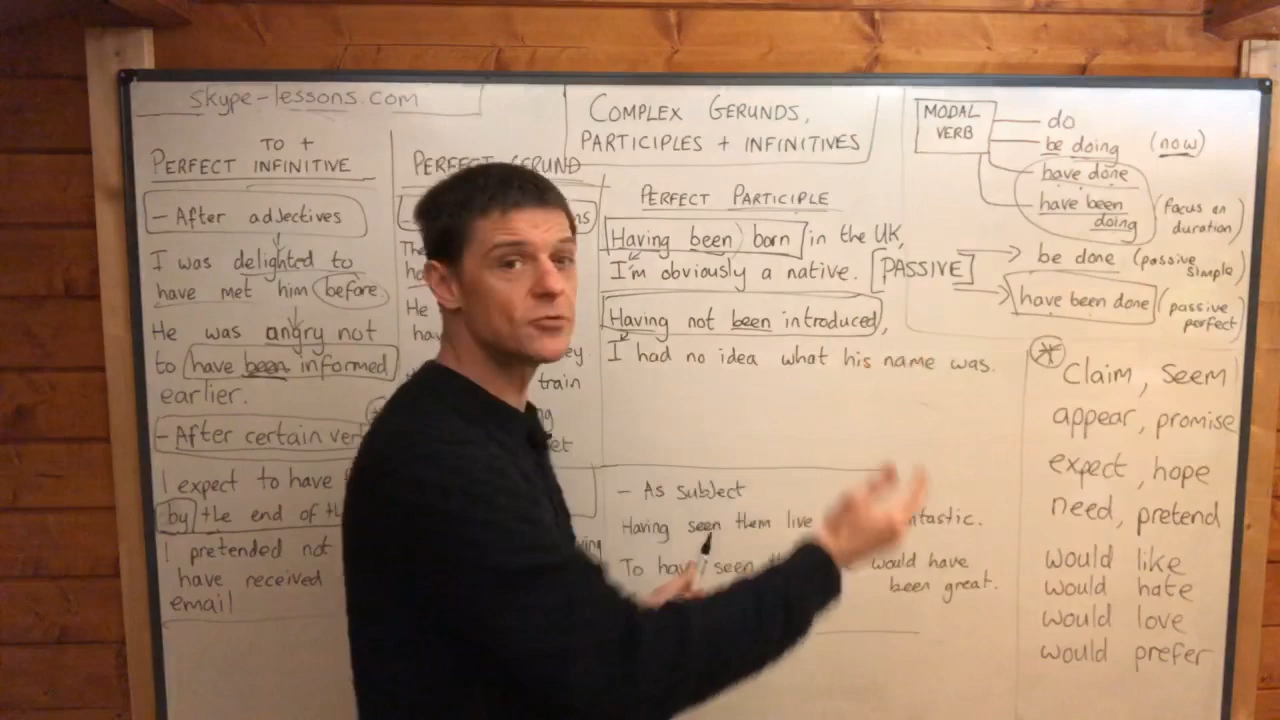 skype-lessons.com
COMPLEX GERUNDS,
PARTICIPLES + INFINITIVES
TO +
PERFECT INFINITIVE
- After adjectives
I was delighted to
have met him before.
He was angry not
to have been informed
earlier.
- After certain
I expect to have
by the end of
I pretended not
have received
email
PERFECT GERUND
He
train
PERFECT PARTICIPLE
Having been born in the UK,
I'm obviously a native. [PASSIVE]
Having not been introduced,
I had no idea what his name was.
- As subject
Having seen them live
To have seen would have
been great.
MODAL VERB
do
be doing (now)
have done
have been doing (focus on duration)
be done (passive simple)
have been done (passive perfect)
* Claim, seem
appear, promise
expect, hope
need, pretend
would like
would hate
would love
would prefer